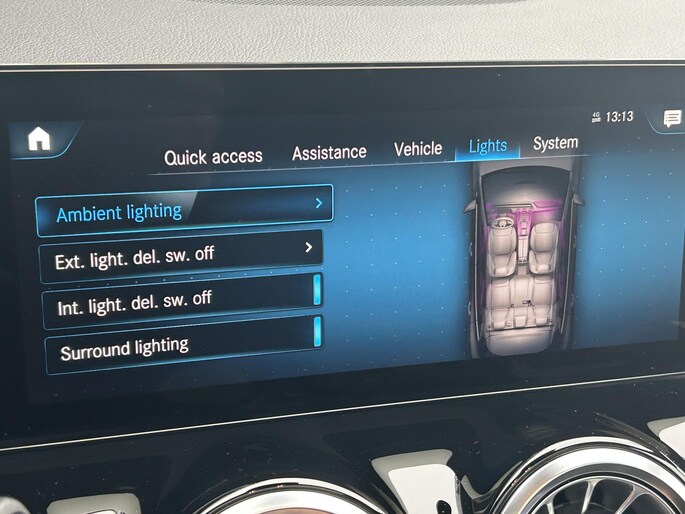 4G
13:13
Quick access
Assistance
Vehicle
Lights
System
Ambient lighting
Ext. light. del. sw. off
Int. light. del. sw. off
Surround lighting